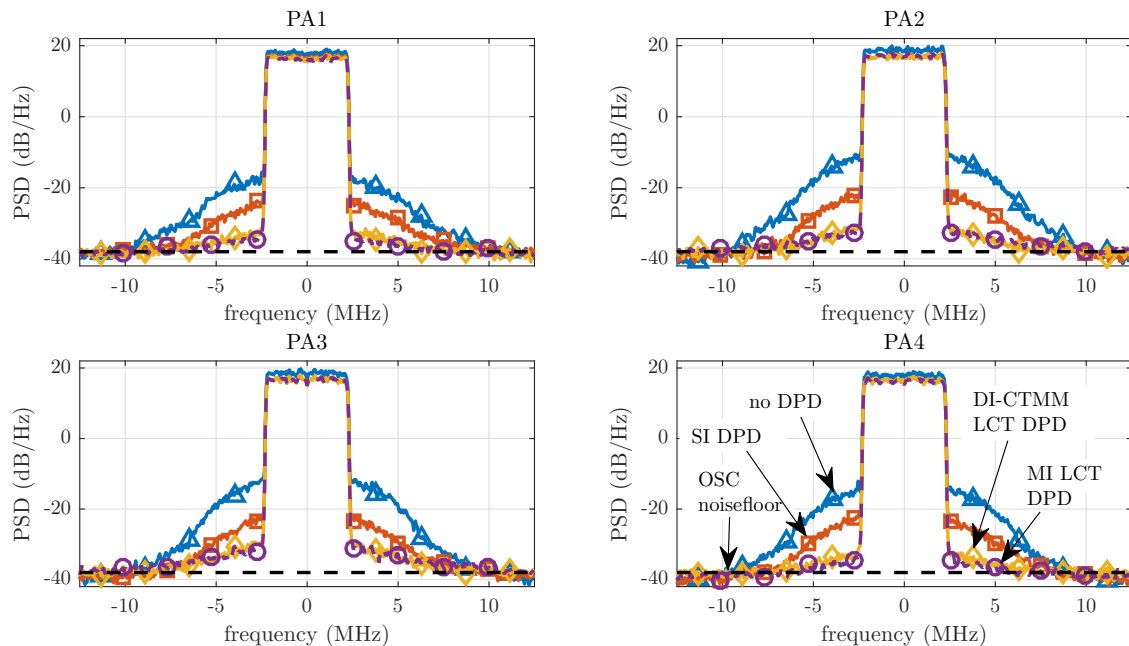 PA1
20
0
-20
-40
PSD (dB/Hz)
-10 -5 0 5 10
frequency (MHz)
PA2
20
0
-20
-40
PSD (dB/Hz)
-10 -5 0 5 10
frequency (MHz)
PA3
20
0
-20
-40
PSD (dB/Hz)
-10 -5 0 5 10
frequency (MHz)
PA4
20
0
-20
-40
PSD (dB/Hz)
no DPD
SI DPD
OSC
noisefloor
DI-CTMM
LCT DPD
MI LCT
DPD
-10 -5 0 5 10
frequency (MHz)